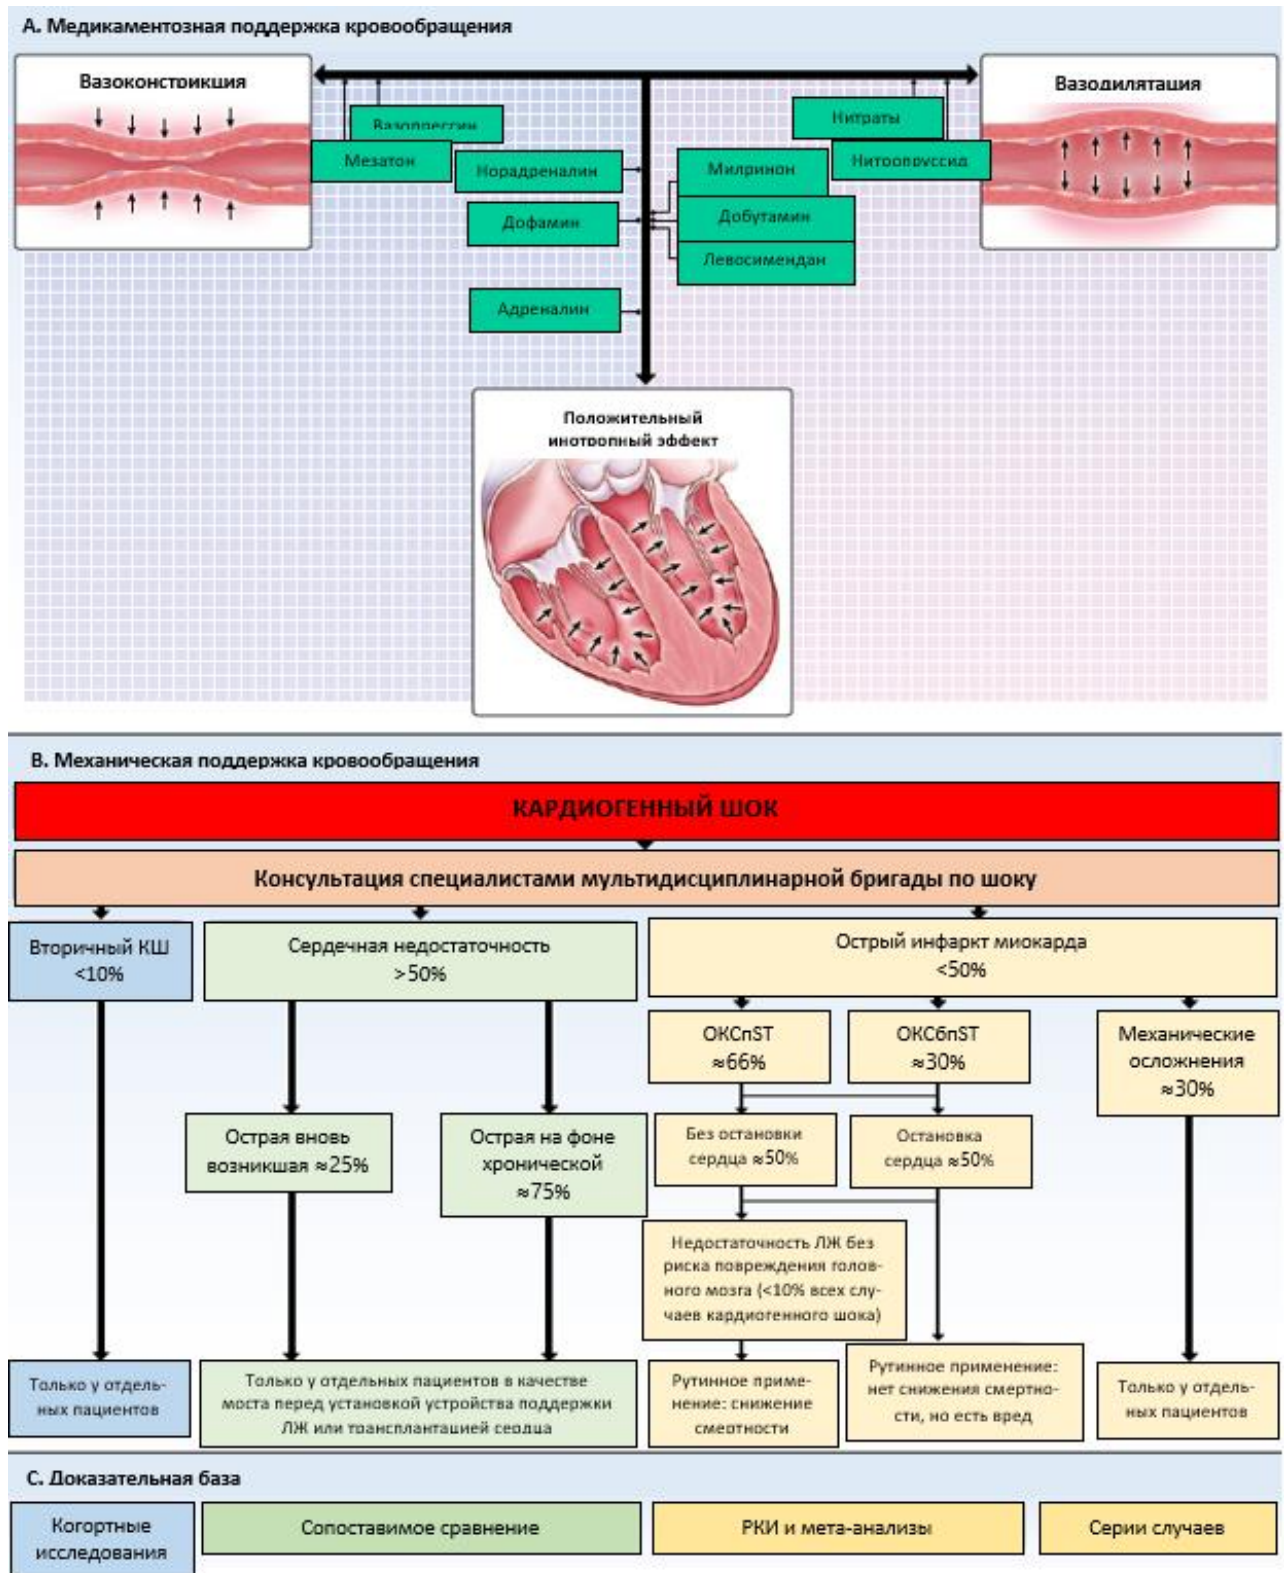 А. Медикаментозная поддержка кровообращения
Вазоконстрикция
Вазодилятация
Вазопрессин
Мезатон
Норадреналин
Дофамин
Адреналин
Нитраты
Нитропруссид
Милринон
Добутамин
Левосимендан
Положительный
инотропный эффект
В. Механическая поддержка кровообращения
КАРДИОГЕННЫЙ ШОК
Консультация специалистами мультидисциплинарной бригады по шоку
Вторичный КШ
<10%
Сердечная недостаточность
>50%
Острый инфаркт миокарда
<50%
ОКСпST
≈66%
ОКСбпST
≈30%
Механические
осложнения
≈30%
Острая вновь
возникшая ≈25%
Острая на фоне
хронической
≈75%
Без остановки
сердца ≈50%
Остановка
сердца ≈50%
Недостаточность ЛЖ без
риска повреждения голов-
ного мозга (<10% всех слу-
чаев кардиогенного шока)
Только у отдель-
ных пациентов
Только у отдельных пациентов в качестве
моста перед установкой устройства поддержки
ЛЖ или трансплантацией сердца
Рутинное приме-
нение: снижение
смертности
Рутинное применение:
нет снижения смертно-
сти, но есть вред
Только у отдель-
ных пациентов
С. Доказательная база
Когортные
исследования
Сопоставимое сравнение
РКИ и мета-анализы
Серии случаев